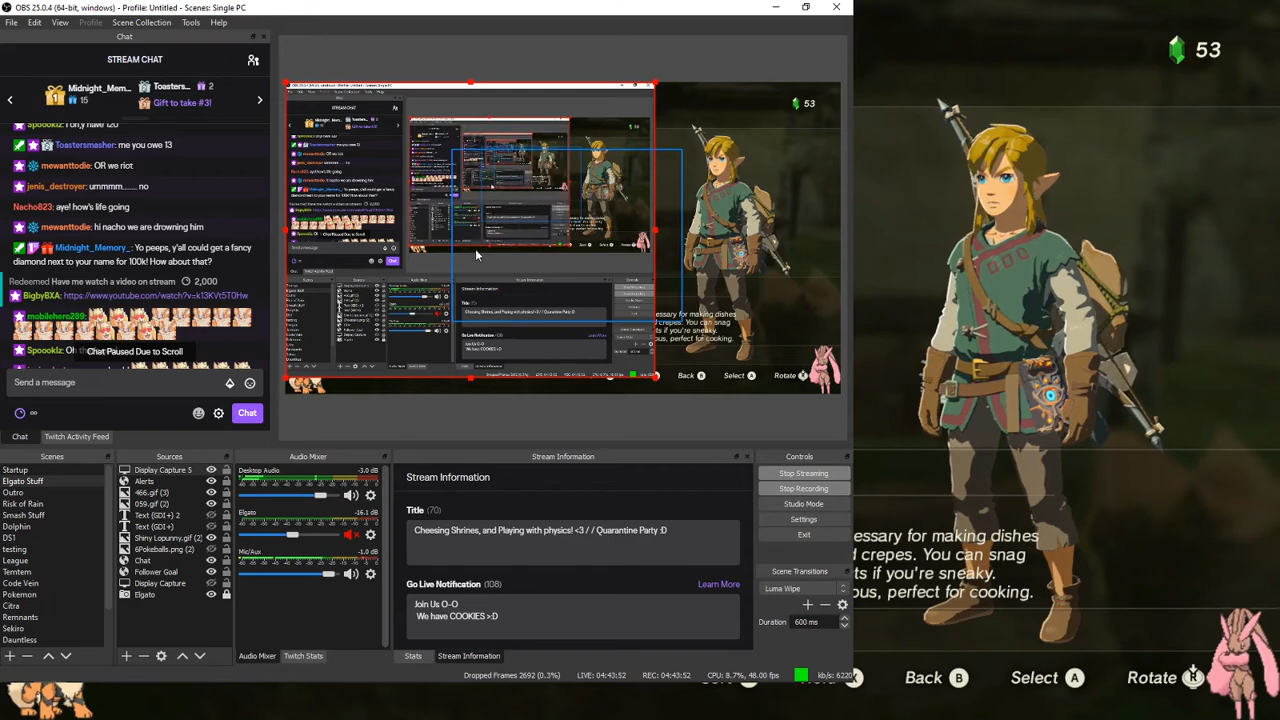 OBS 25.0.4 (64-bit, windows) - Profile: Untitled - Scenes: Single PC
File Edit View Profile Scene Collection Tools Help
Chat
STREAM CHAT
Midnight_Mem... 15
Toasters... 2
Gift to take #3!
Toastersmasher: me you owe 13
mewanttodie: OR we riot
jenis_destroyer: ummmm...... no
Nacho823: aye! how's life going
mewanttodie: hi nacho we are drowning him
Midnight_Memory_: Yo peeps, y'all could get a fancy
diamond next to your name for 100k! How about that?
Redeemed Have me watch a video on stream 2,000
BigbyBXA: https://www.youtube.com/watch?v=k13KVt5T0Hw
mobilehero289:
Chat Paused Due to Scroll
Send a message
∞
Chat
Chat Twitch Activity Feed
Scenes
Startup
Elgato Stuff
Outro
Risk of Rain
Smash Stuff
Dolphin
DS1
testing
League
Temtem
Code Vein
Pokemon
Citra
Remnants
Sekiro
Dauntless
Sources
Display Capture 5
Alerts
466.gif (3)
059.gif (2)
Text (GDI+) 2
Text (GDI+)
Shiny Lopunny.gif (2)
6Pokeballs.png (2)
Chat
Follower Goal
Display Capture
Elgato
Audio Mixer
Desktop Audio -3.0 dB
Elgato -16.1 dB
Mic/Aux -1.0 dB
Audio Mixer Twitch Stats
Stream Information
Stream Information
Title (70)
Cheesing Shrines, and Playing with physics! <3 / / Quarantine Party :D
Go Live Notification (108) Learn More
Join Us O-O
We have COOKIES >:D
Stats Stream Information
Controls
Stop Streaming
Stop Recording
Studio Mode
Settings
Exit
Scene Transitions
Luma Wipe
Duration 600 ms
Dropped Frames 2692 (0.3%) LIVE: 04:43:52 REC: 04:43:52 CPU: 8.7%, 48.00 fps kb/s: 6220
53
53
essary for making dishes
d crepes. You can snag
ts if you're sneaky.
ous, perfect for cooking.
Back B Select A Rotate R
essary for making dishes
d crepes. You can snag
ts if you're sneaky.
ous, perfect for cooking.
Back B Select A Rotate